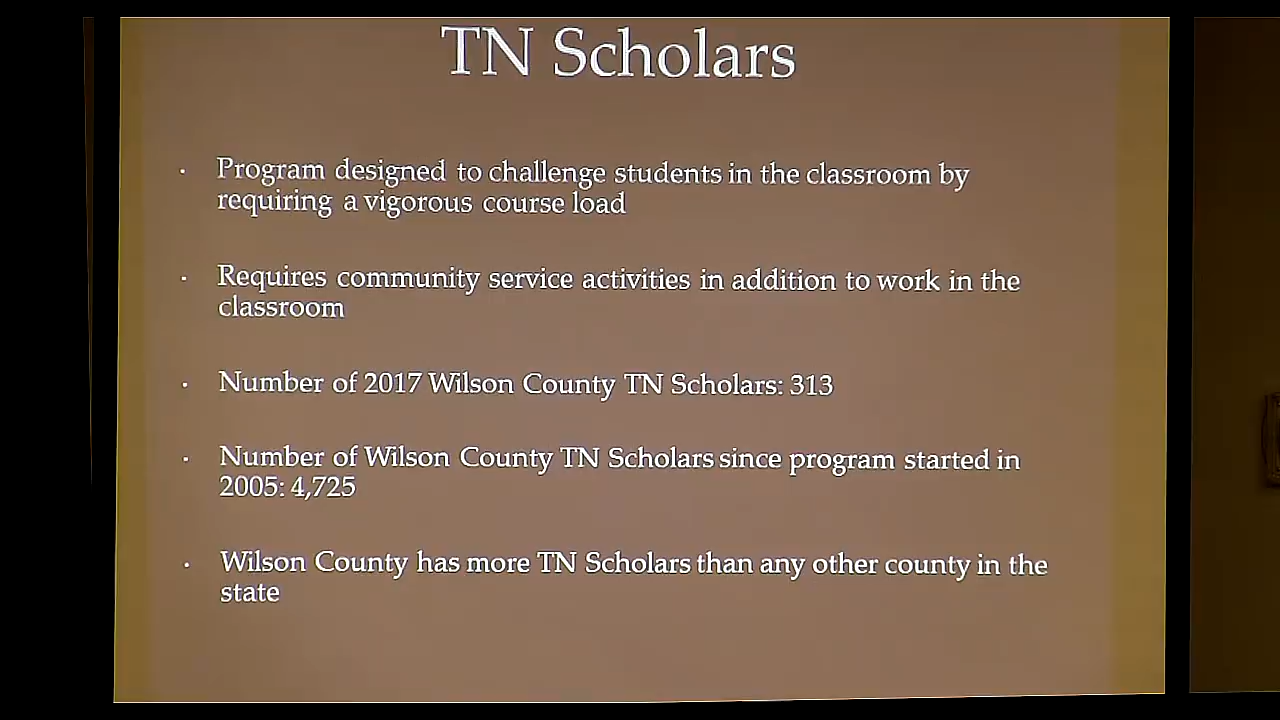 TN Scholars
· Program designed to challenge students in the classroom by
requiring a vigorous course load
· Requires community service activities in addition to work in the
classroom
· Number of 2017 Wilson County TN Scholars: 313
· Number of Wilson County TN Scholars since program started in
2005: 4,725
· Wilson County has more TN Scholars than any other county in the
state